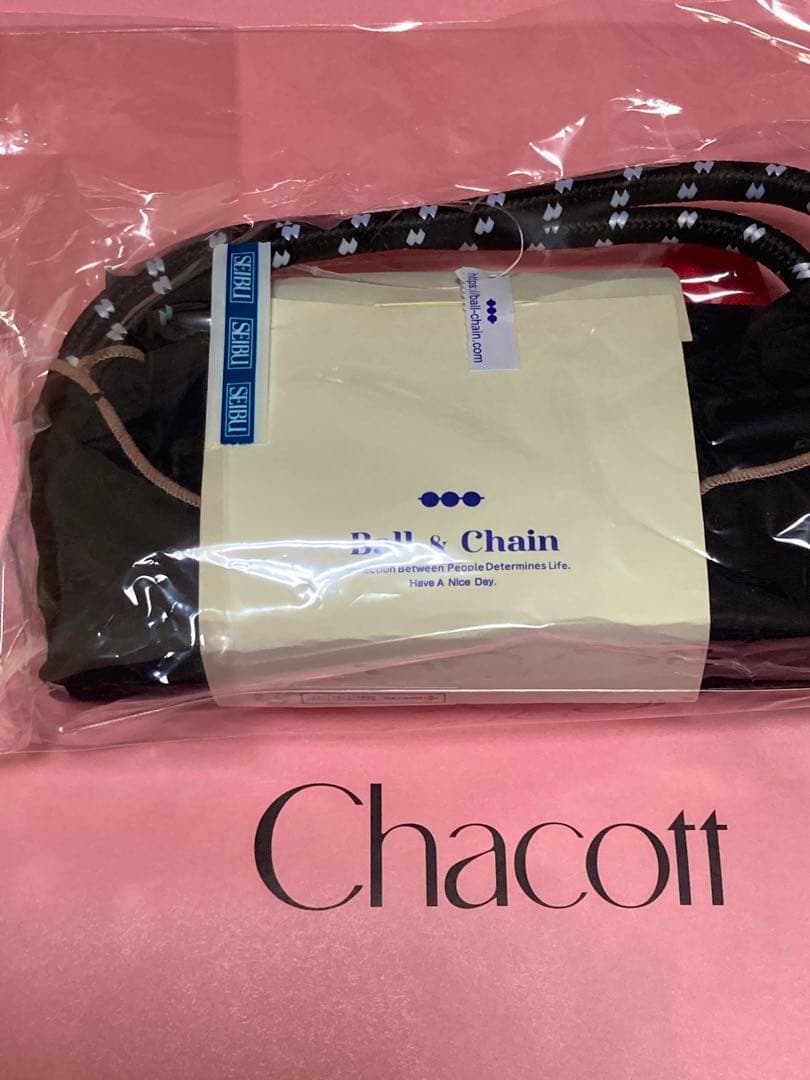 SEIBU
SEIBU
SEIBU
https://ball-chain.com
Ball & Chain
Between People Determines Life.
Have A Nice Day.
Chacott